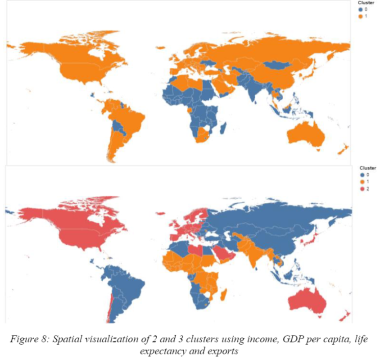 Cluster
0
1
Cluster
0
1
2
Figure 8: Spatial visualization of 2 and 3 clusters using income, GDP per capita, life
expectancy and exports